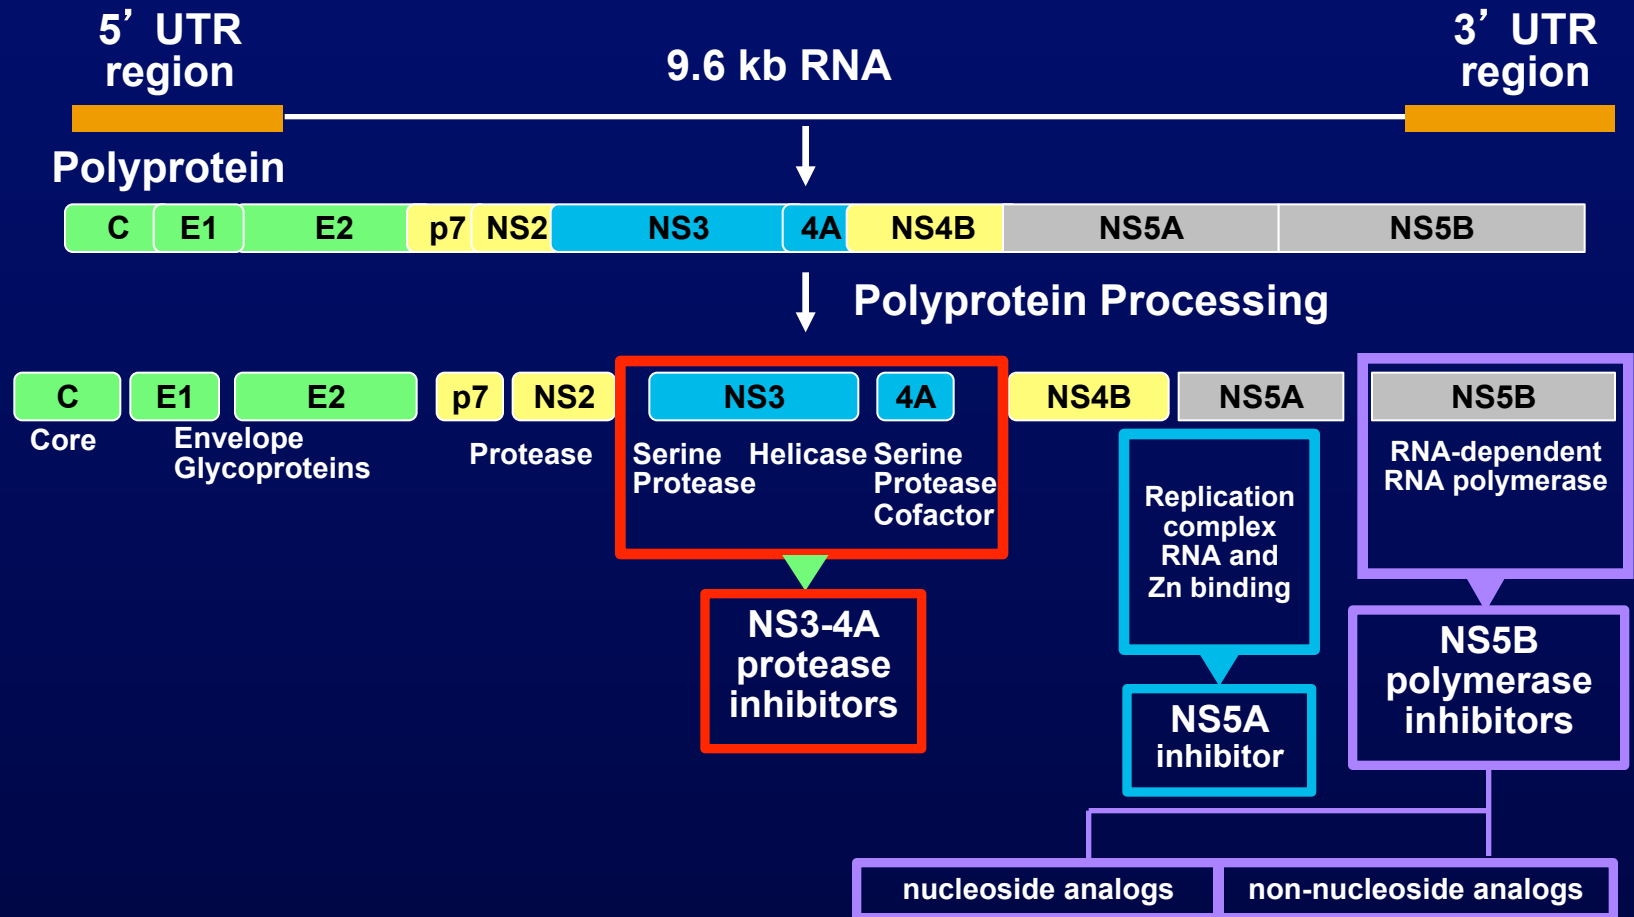 5’ UTR
region
9.6 kb RNA
3’ UTR
region
Polyprotein
C E1 E2 p7 NS2 NS3 4A NS4B NS5A NS5B
Polyprotein Processing
C E1 E2 p7 NS2 NS3 4A NS4B NS5A NS5B
Core
Envelope
Glycoproteins
Protease
Serine
Protease
Helicase
Serine
Protease
Cofactor
Replication
complex
RNA and
Zn binding
RNA-dependent
RNA polymerase
NS3-4A
protease
inhibitors
NS5A
inhibitor
NS5B
polymerase
inhibitors
nucleoside analogs
non-nucleoside analogs